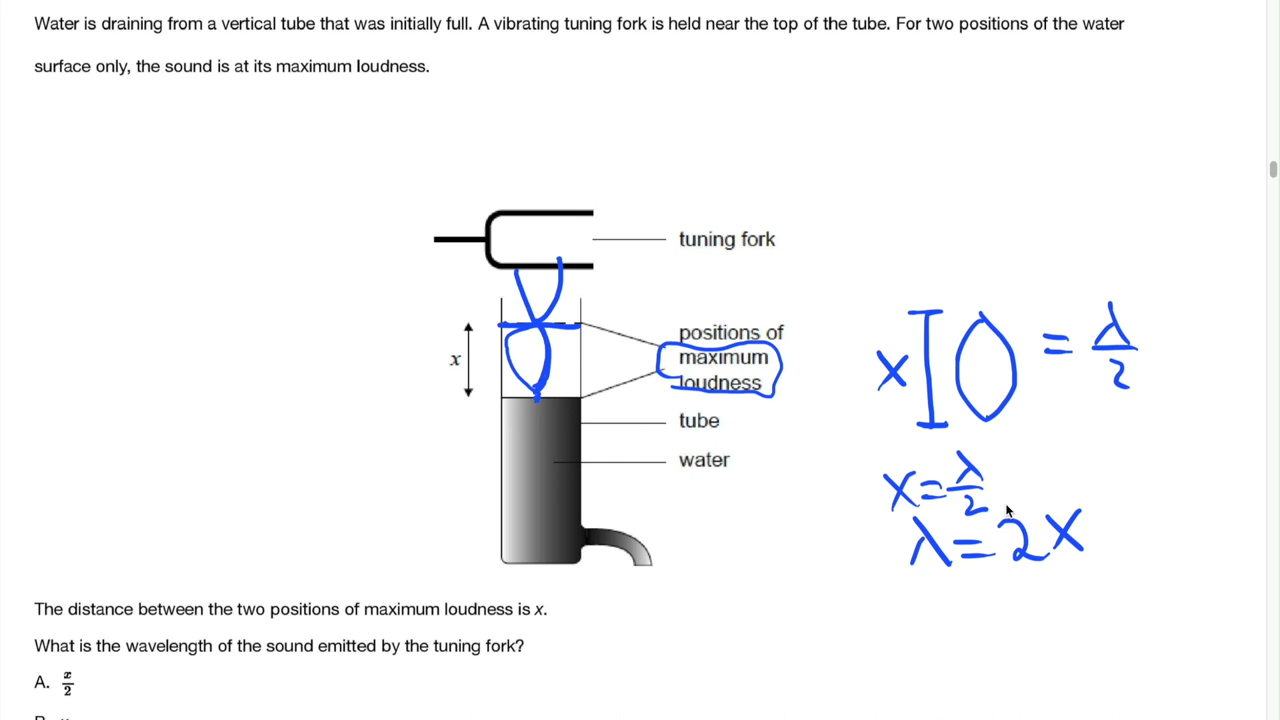 Water is draining from a vertical tube that was initially full. A vibrating tuning fork is held near the top of the tube. For two positions of the water
surface only, the sound is at its maximum loudness.
tuning fork
positions of
maximum
loudness
x
tube
water
x = λ/2
x = λ/2
λ = 2x
The distance between the two positions of maximum loudness is x.
What is the wavelength of the sound emitted by the tuning fork?
A. x/2